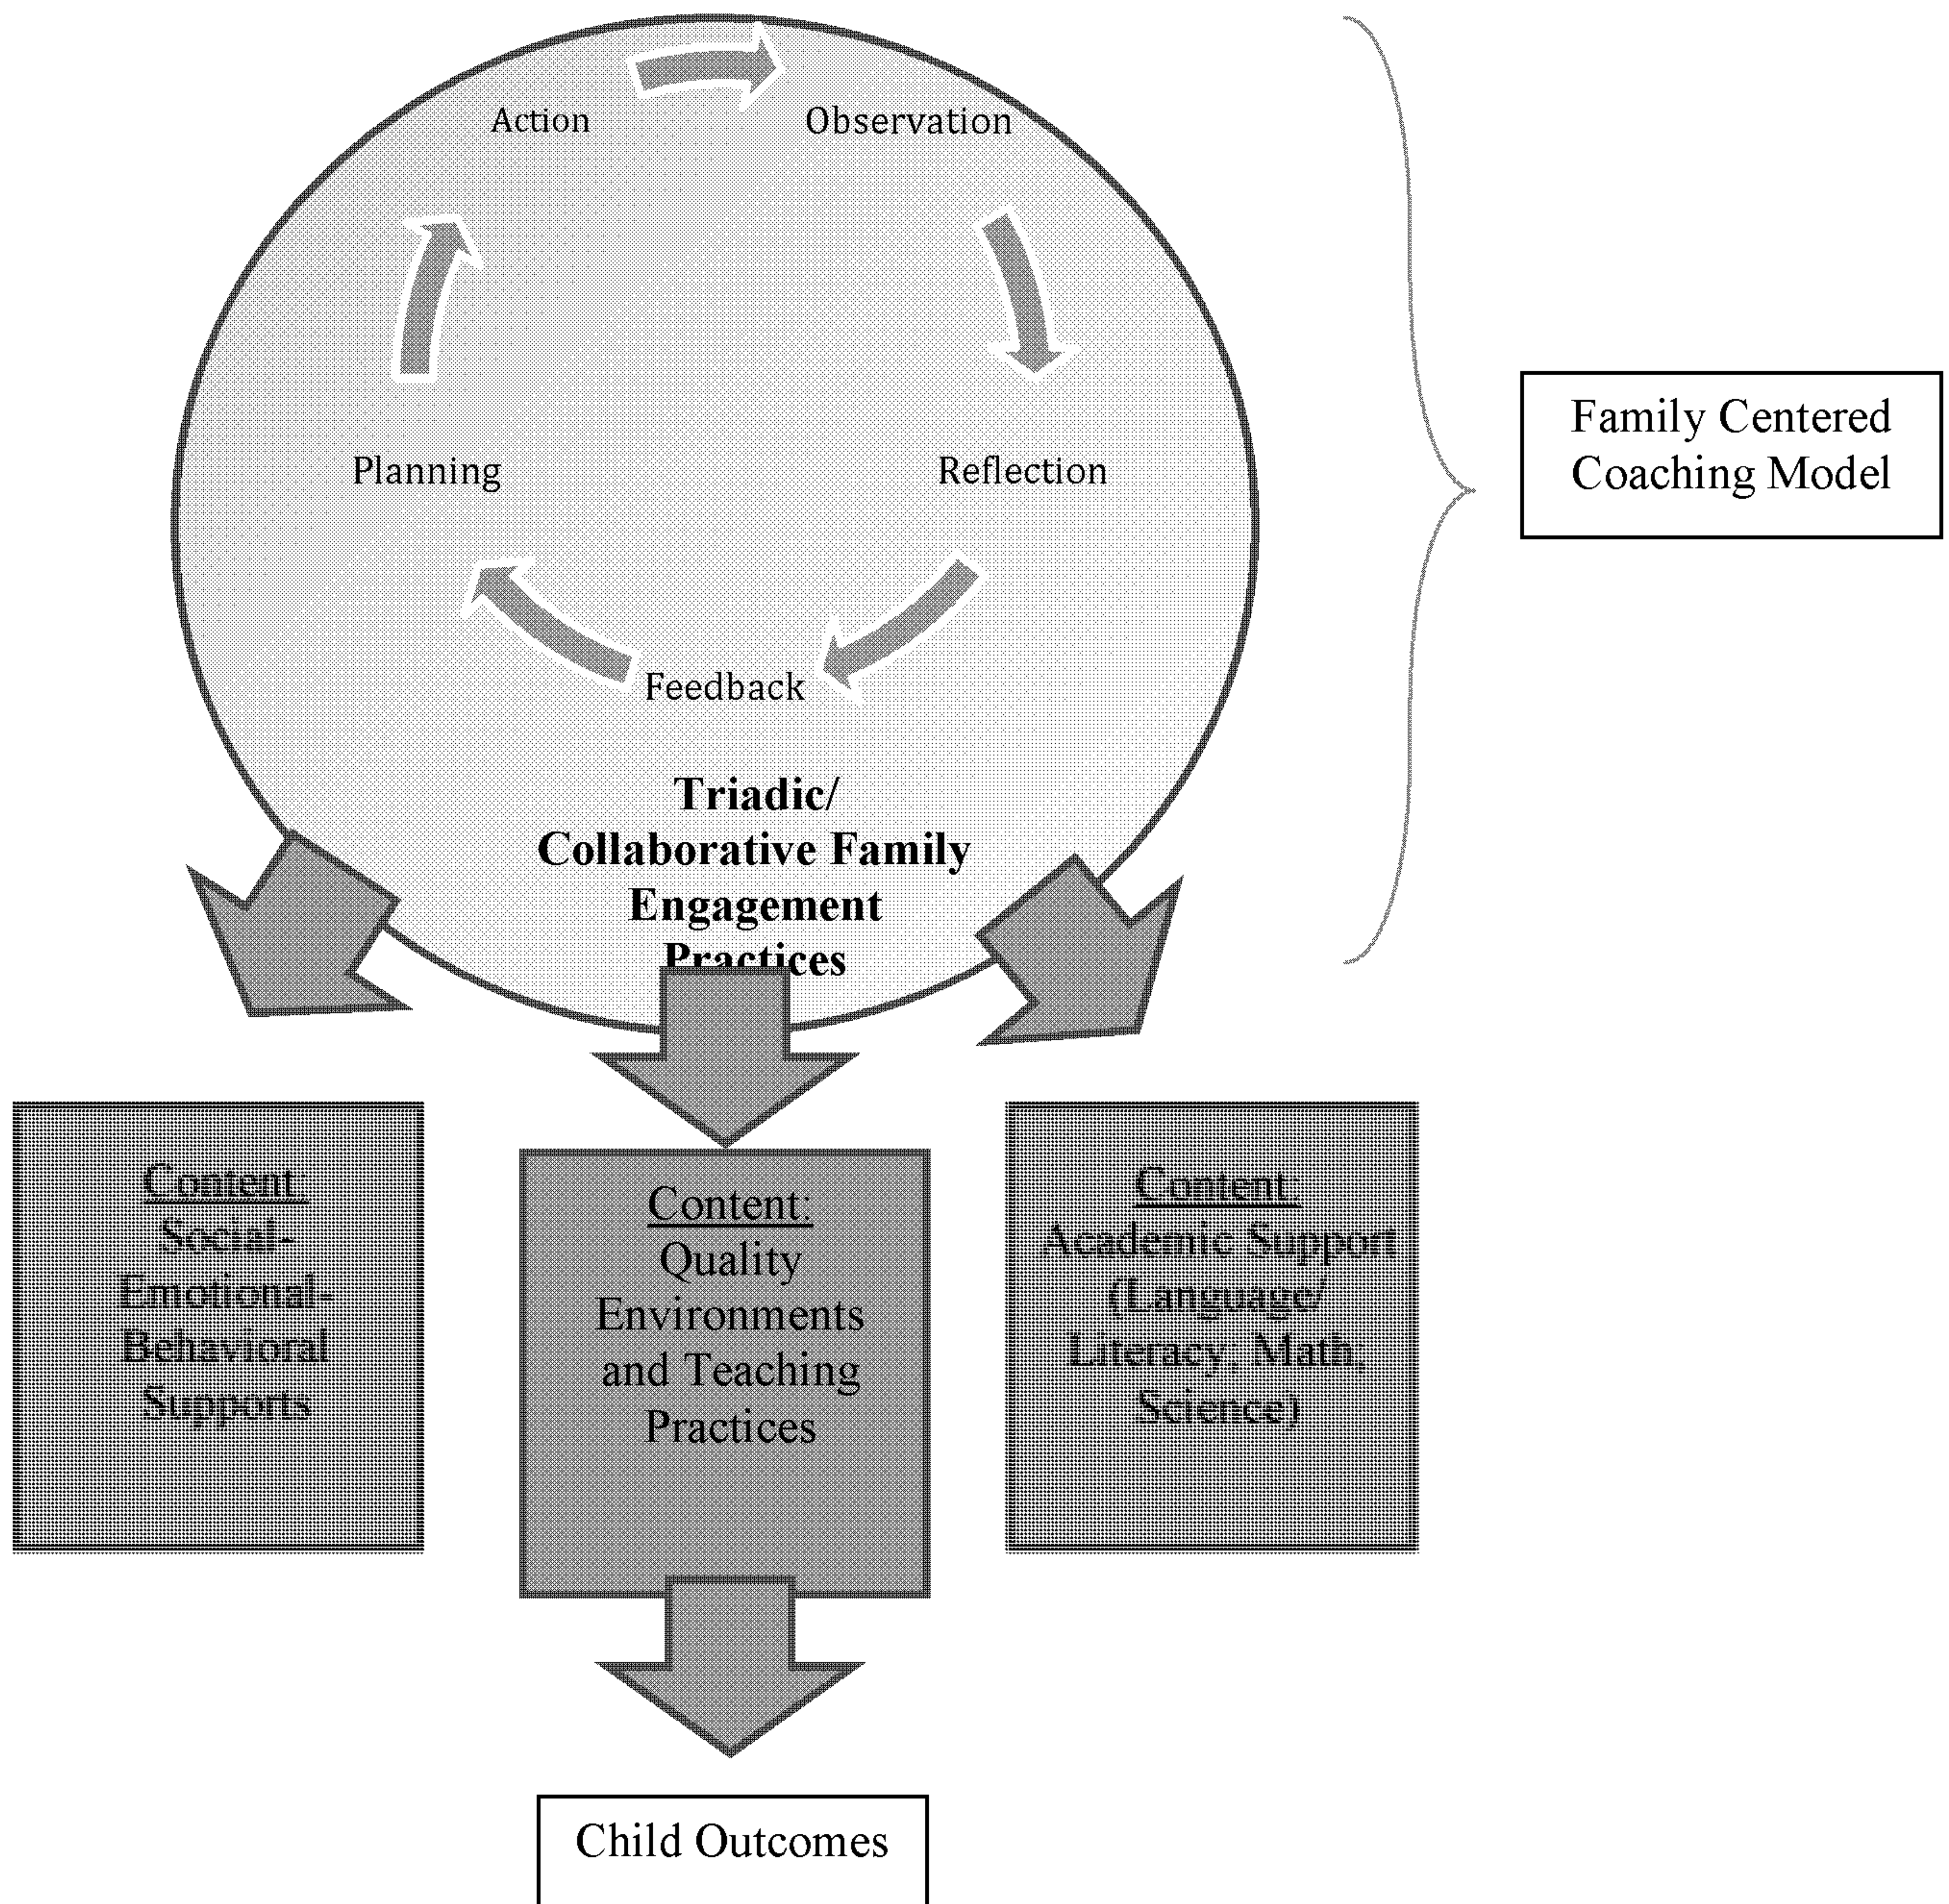 Action
Observation
Planning
Reflection
Feedback
Triadic/
Collaborative Family
Engagement
Practices
Family Centered
Coaching Model
Content:
Social-
Emotional-
Behavioral
Supports
Content:
Quality
Environments
and Teaching
Practices
Content:
Academic Support
(Language/
Literacy; Math;
Science)
Child Outcomes